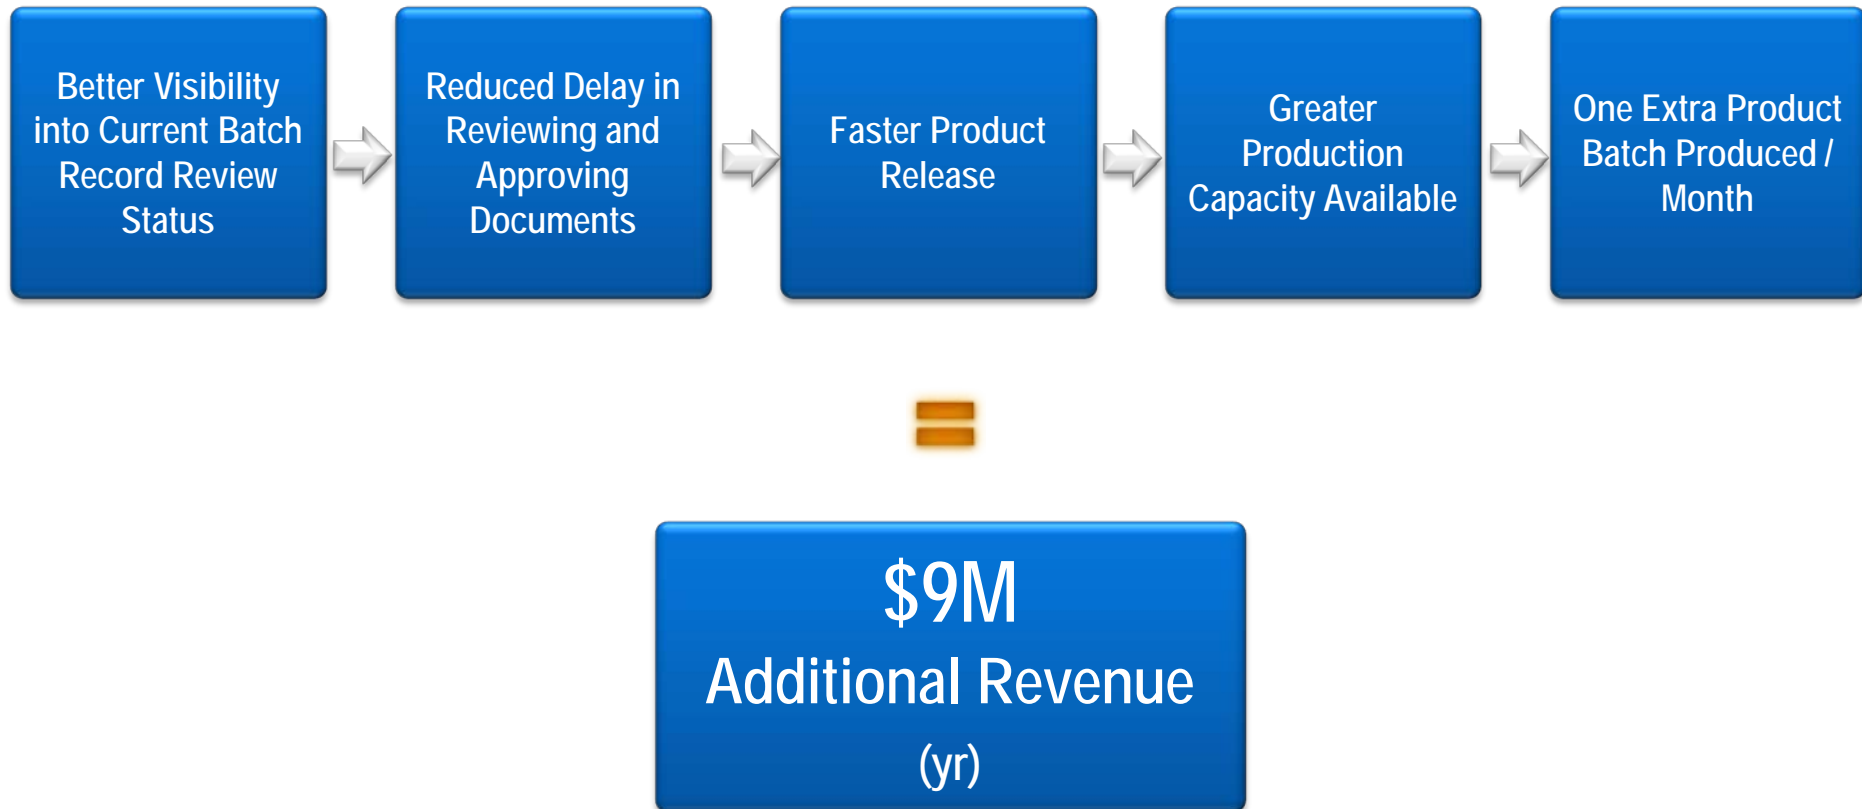 Better Visibility
into Current Batch
Record Review
Status
Reduced Delay in
Reviewing and
Approving
Documents
Faster Product
Release
Greater
Production
Capacity Available
One Extra Product
Batch Produced /
Month
=
$9M
Additional Revenue
(yr)